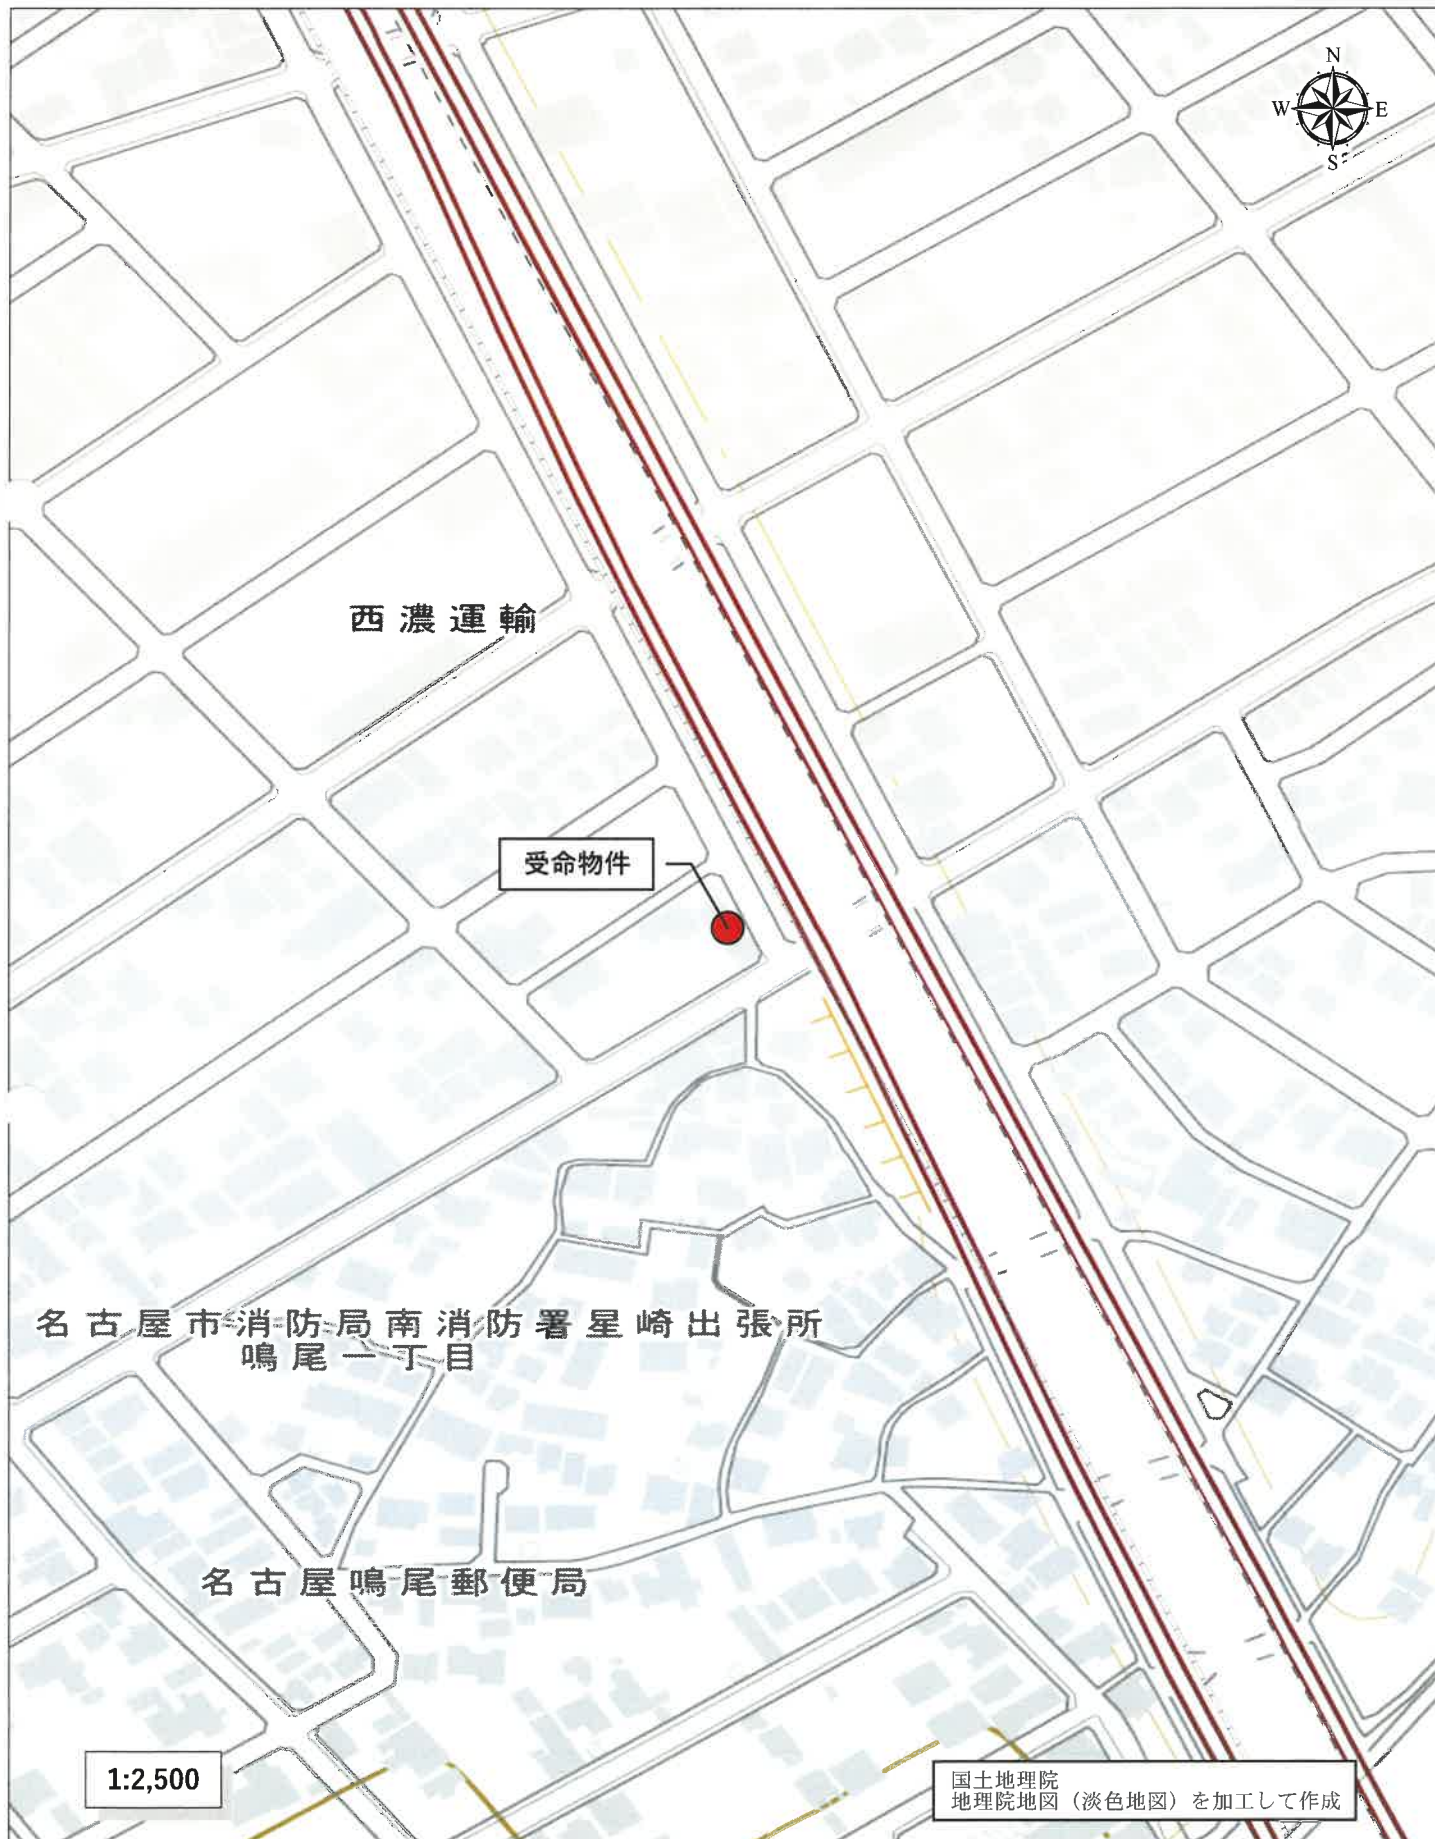 N
W E
S
西濃運輸
受命物件
名古屋市消防局南消防署星崎出張所
鳴尾一丁目
名古屋鳴尾郵便局
1:2,500
国土地理院
地理院地図（淡色地図）を加工して作成